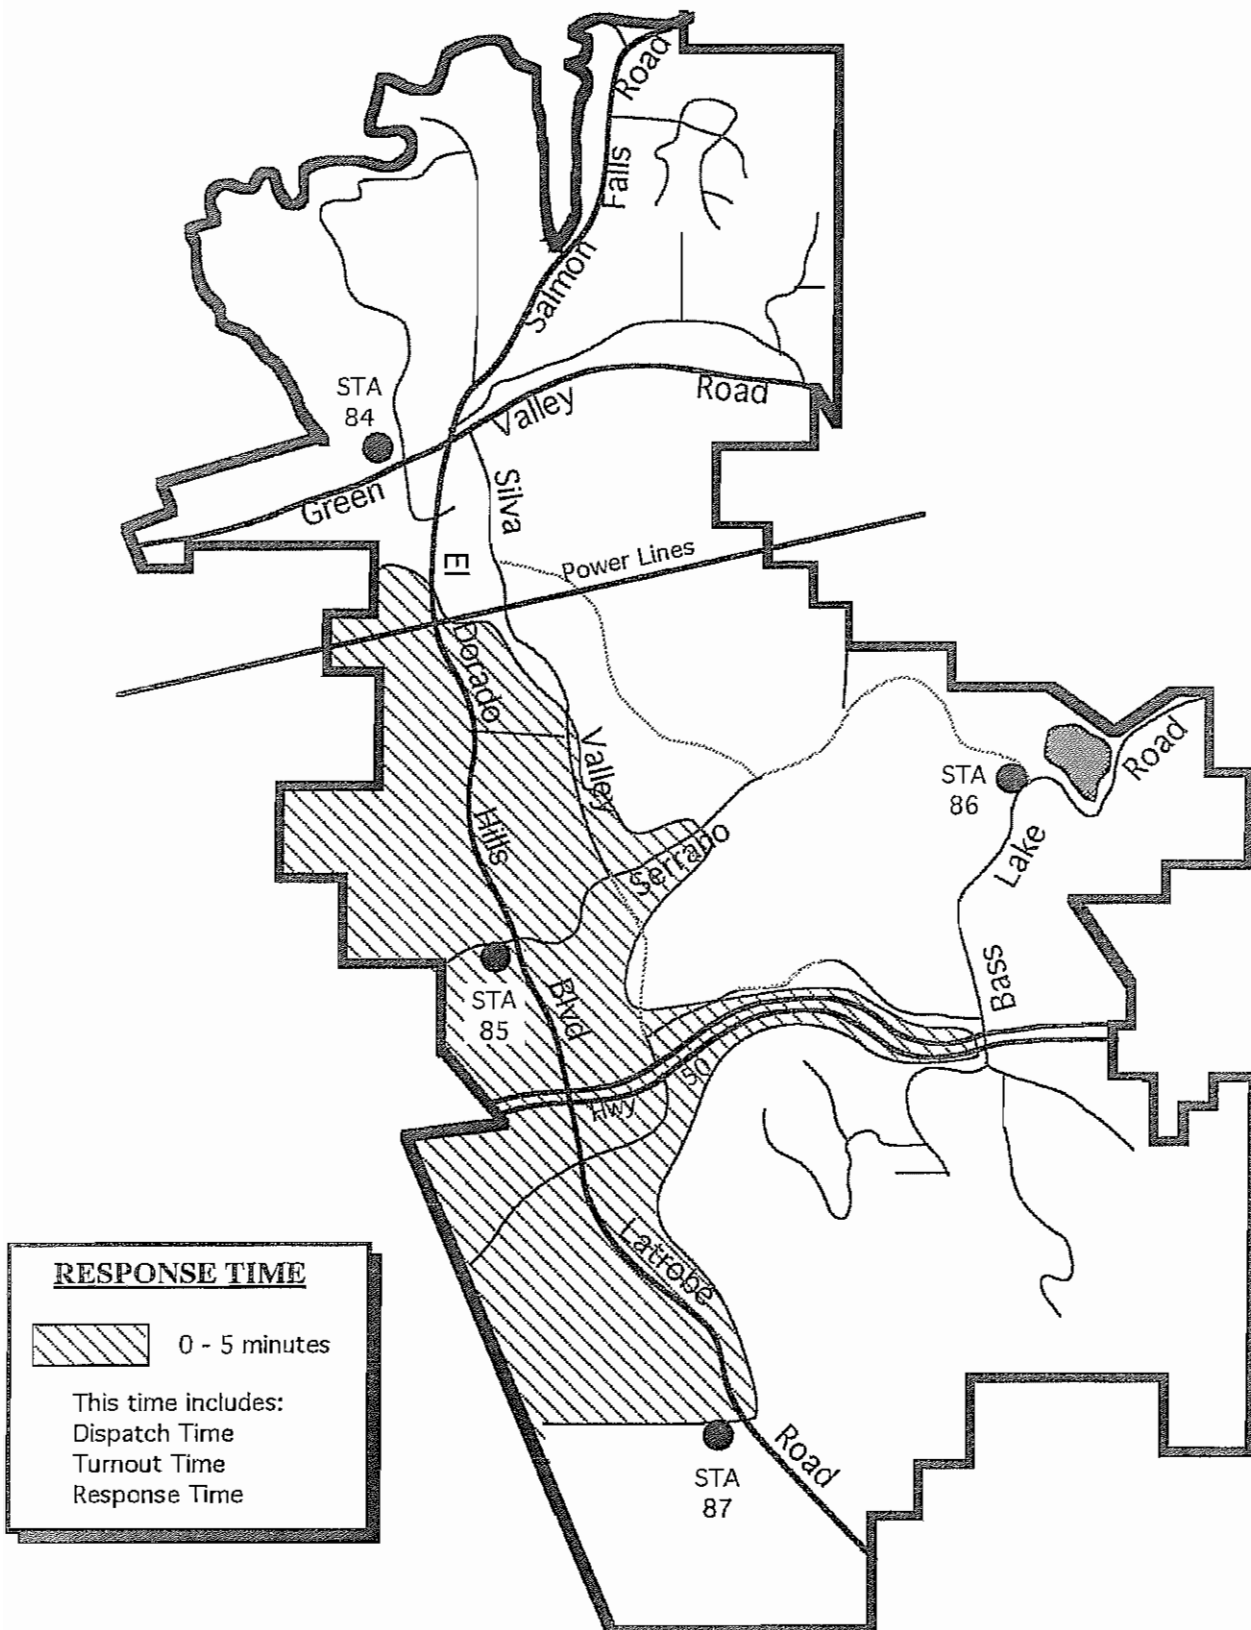 Salmon Falls Road
STA
84
Green Valley Road
Silva Valley
Power Lines
El Dorado Hills Blvd
Serrano
STA
86
Bass Lake Road
STA
85
Hwy 50
Latrobe Road
STA
87
RESPONSE TIME
0 - 5 minutes
This time includes:
Dispatch Time
Turnout Time
Response Time